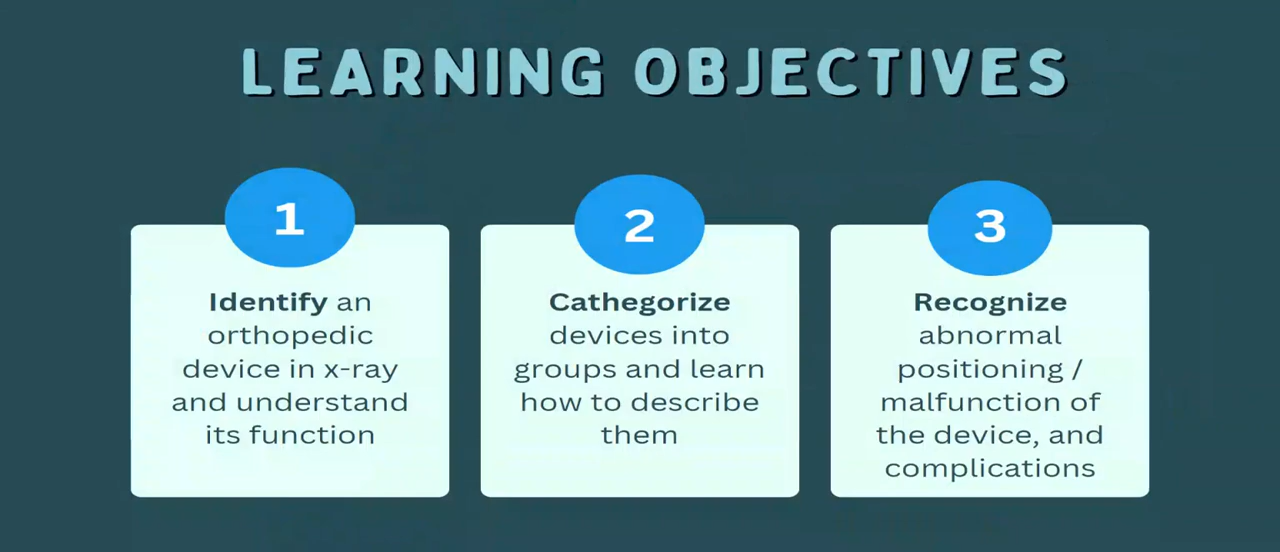 LEARNING OBJECTIVES
1
Identify an
orthopedic
device in x-ray
and understand
its function
2
Cathegorize
devices into
groups and learn
how to describe
them
3
Recognize
abnormal
positioning /
malfunction of
the device, and
complications